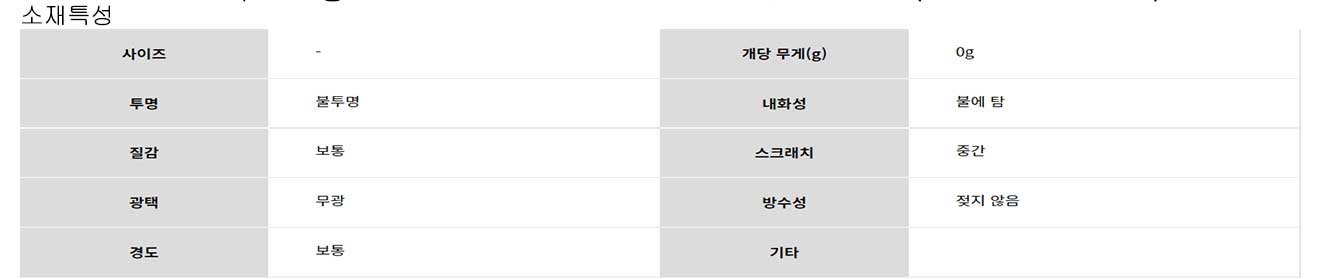 소재특성
사이즈 - 개당 무게(g) 0g
투명 불투명 내화성 불에 탐
질감 보통 스크래치 중간
광택 무광 방수성 젖지 않음
경도 보통 기타